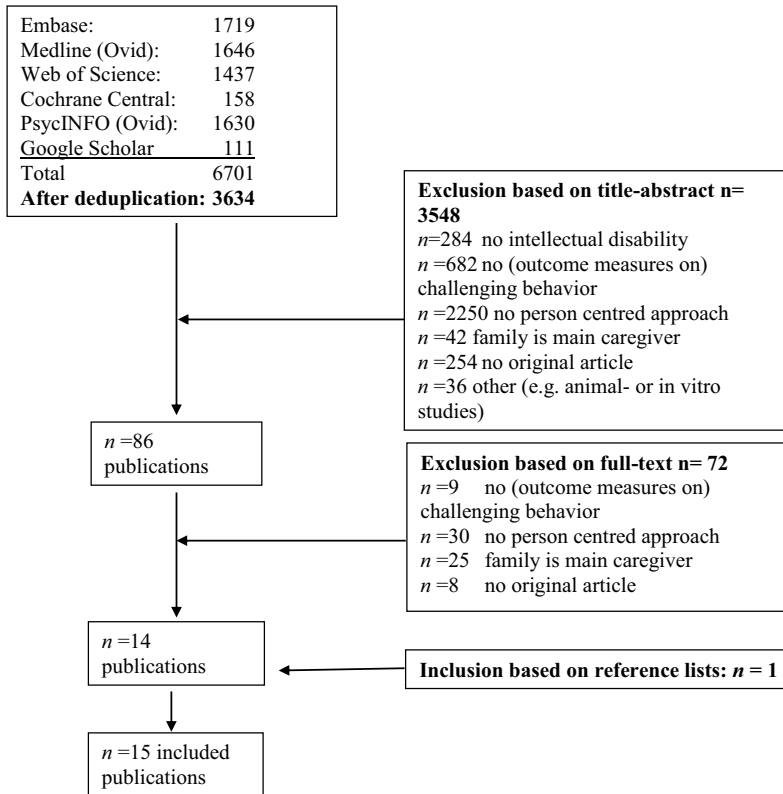 Embase: 1719
Medline (Ovid): 1646
Web of Science: 1437
Cochrane Central: 158
PsycINFO (Ovid): 1630
Google Scholar 111
Total 6701
After deduplication: 3634
Exclusion based on title-abstract n=
3548
n=284 no intellectual disability
n =682 no (outcome measures on)
challenging behavior
n =2250 no person centred approach
n =42 family is main caregiver
n =254 no original article
n =36 other (e.g. animal- or in vitro
studies)
n =86
publications
Exclusion based on full-text n= 72
n =9 no (outcome measures on)
challenging behavior
n =30 no person centred approach
n =25 family is main caregiver
n =8 no original article
n =14
publications
Inclusion based on reference lists: n = 1
n =15 included
publications